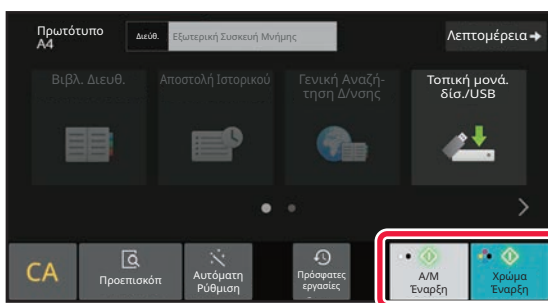 Πρωτότυπο
A4
Διεύθ. Εξωτερική Συσκευή Μνήμης
Λεπτομέρεια
Βιβλ. Διευθ.
Αποστολή Ιστορικού
Γενική Αναζή-
τηση Δ/νσης
Τοπική μονά.
δίσ./USB
CA
Προεπισκόπ
Αυτόματη
Ρύθμιση
Πρόσφατες
εργασίες
Α/Μ
Έναρξη
Χρώμα
Έναρξη